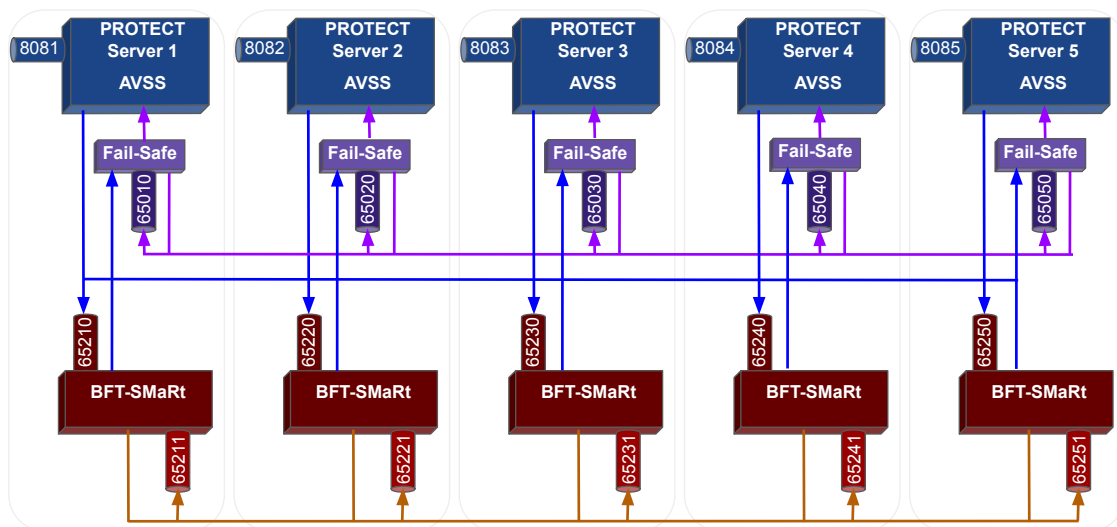 8081
PROTECT
Server 1
AVSS
8082
PROTECT
Server 2
AVSS
8083
PROTECT
Server 3
AVSS
8084
PROTECT
Server 4
AVSS
8085
PROTECT
Server 5
AVSS
Fail-Safe
Fail-Safe
Fail-Safe
Fail-Safe
Fail-Safe
65010
65020
65030
65040
65050
65210
65220
65230
65240
65250
BFT-SMaRt
BFT-SMaRt
BFT-SMaRt
BFT-SMaRt
BFT-SMaRt
65211
65221
65231
65241
65251